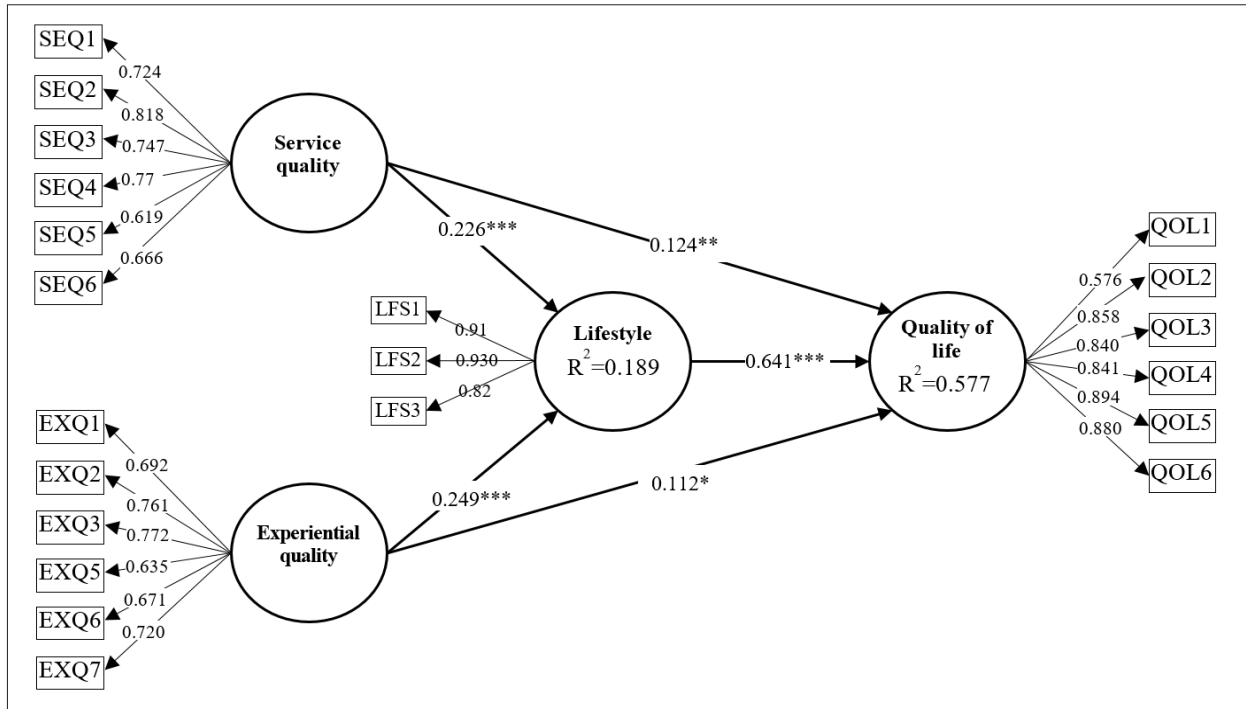 SEQ1
0.724
SEQ2
0.818
SEQ3
0.747
SEQ4
0.77
SEQ5
0.619
SEQ6
0.666
Service
quality
0.226***
0.124**
LFS1
0.91
LFS2
0.930
LFS3
0.82
Lifestyle
R²=0.189
0.641***
Quality of
life
R²=0.577
QOL1
0.576
QOL2
0.858
QOL3
0.840
QOL4
0.841
QOL5
0.894
QOL6
0.880
EXQ1
0.692
EXQ2
0.761
EXQ3
0.772
EXQ5
0.635
EXQ6
0.671
EXQ7
0.720
Experiential
quality
0.249***
0.112*